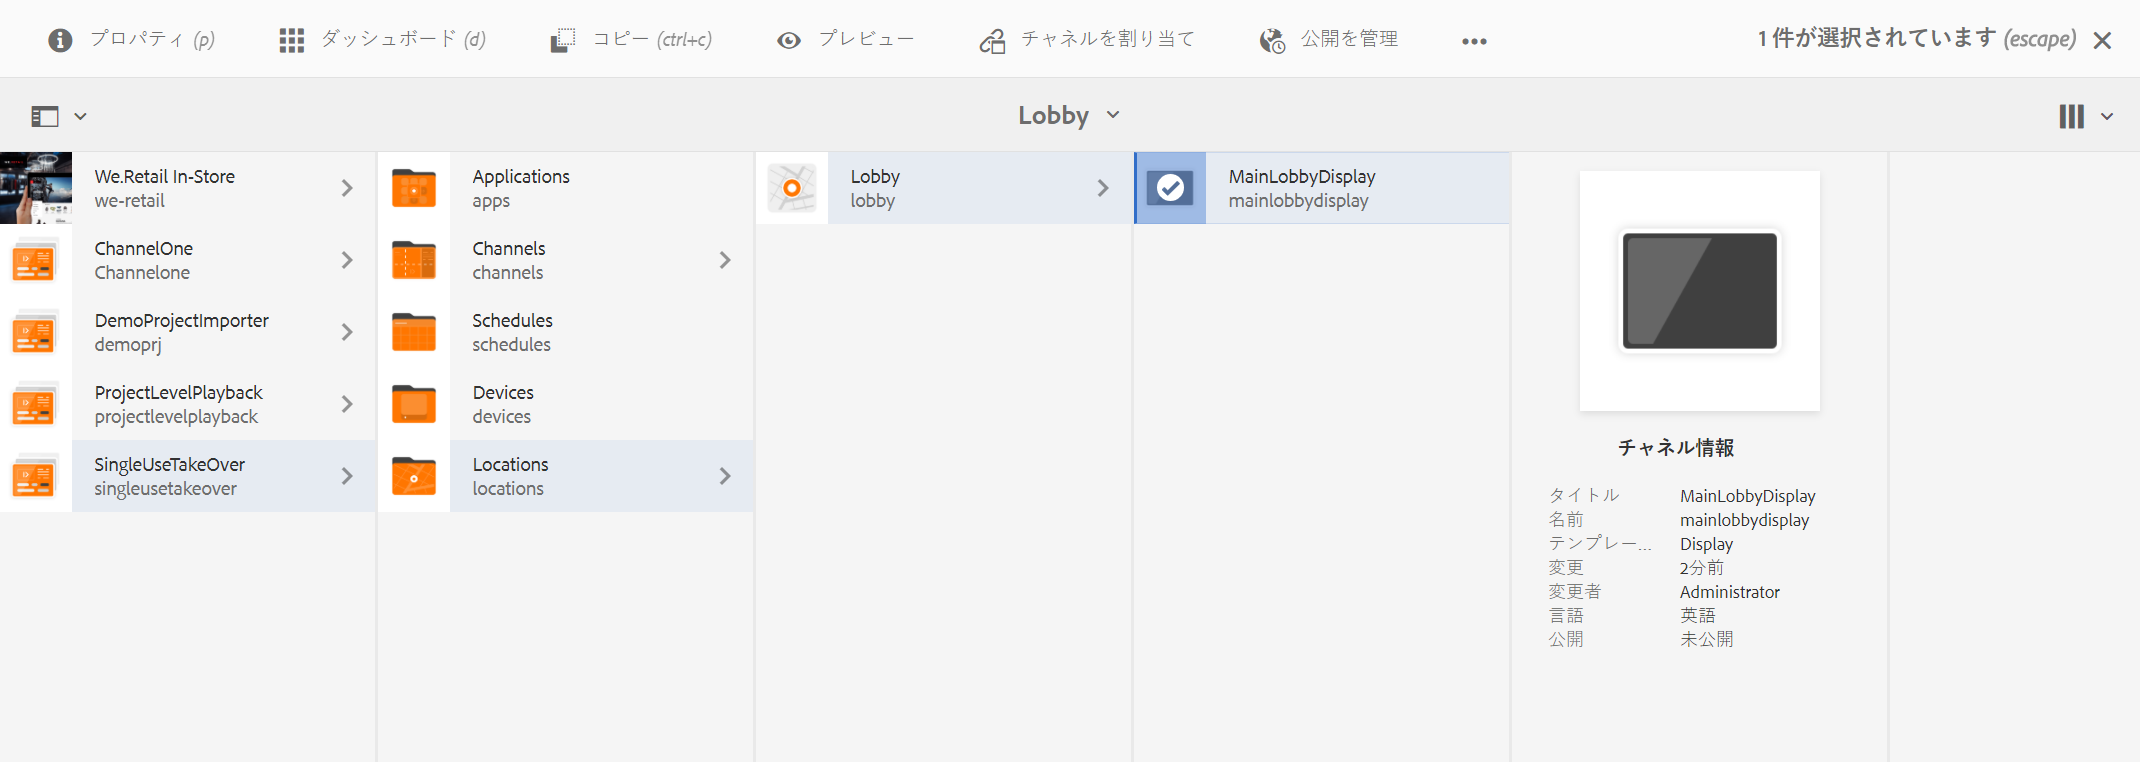 プロパティ (p)
ダッシュボード (d)
コピー (ctrl+c)
プレビュー
チャネルを割り当て
公開を管理
1 件が選択されています (escape)
Lobby
We.Retail In-Store
we-retail
ChannelOne
Channelone
DemoProjectImporter
demoprj
ProjectLevelPlayback
projectlevelplayback
SingleUseTakeOver
singleusetakeover
Applications
apps
Channels
channels
Schedules
schedules
Devices
devices
Locations
locations
Lobby
lobby
MainLobbyDisplay
mainlobbydisplay
チャネル情報
タイトル MainLobbyDisplay
名前 mainlobbydisplay
テンプレー... Display
変更 2分前
変更者 Administrator
言語 英語
公開 未公開